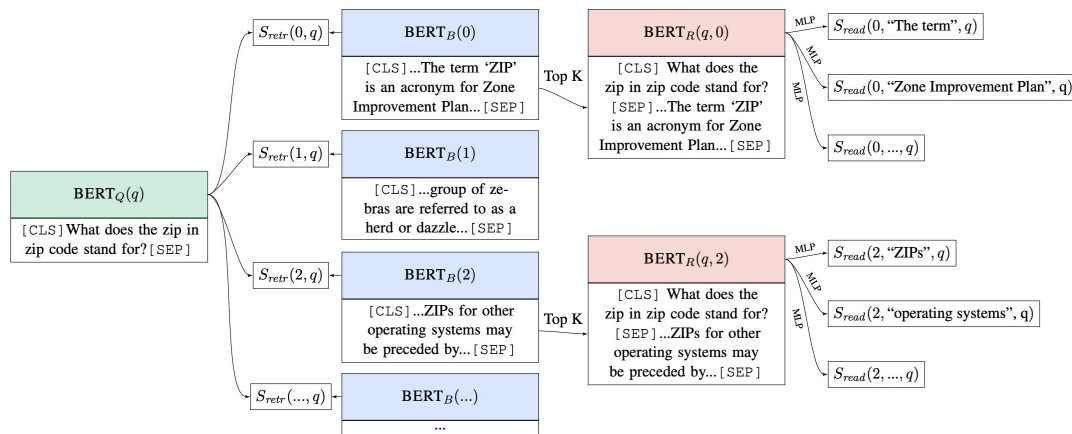 BERT_Q(q)
[CLS]What does the zip in
zip code stand for?[SEP]
S_retr(0, q)
BERT_B(0)
[CLS]...The term ‘ZIP’
is an acronym for Zone
Improvement Plan...[SEP]
S_retr(1, q)
BERT_B(1)
[CLS]...group of ze-
bras are referred to as a
herd or dazzle...[SEP]
S_retr(2, q)
BERT_B(2)
[CLS]...ZIPs for other
operating systems may
be preceded by...[SEP]
S_retr(..., q)
BERT_B(...)
...
Top K
BERT_R(q, 0)
[CLS] What does the
zip in zip code stand for?
[SEP]...The term ‘ZIP’
is an acronym for Zone
Improvement Plan...[SEP]
MLP
S_read(0, “The term”, q)
MLP
S_read(0, “Zone Improvement Plan”, q)
MLP
S_read(0, ..., q)
Top K
BERT_R(q, 2)
[CLS] What does the
zip in zip code stand for?
[SEP]...ZIPs for other
operating systems may
be preceded by...[SEP]
MLP
S_read(2, “ZIPs”, q)
MLP
S_read(2, “operating systems”, q)
MLP
S_read(2, ..., q)